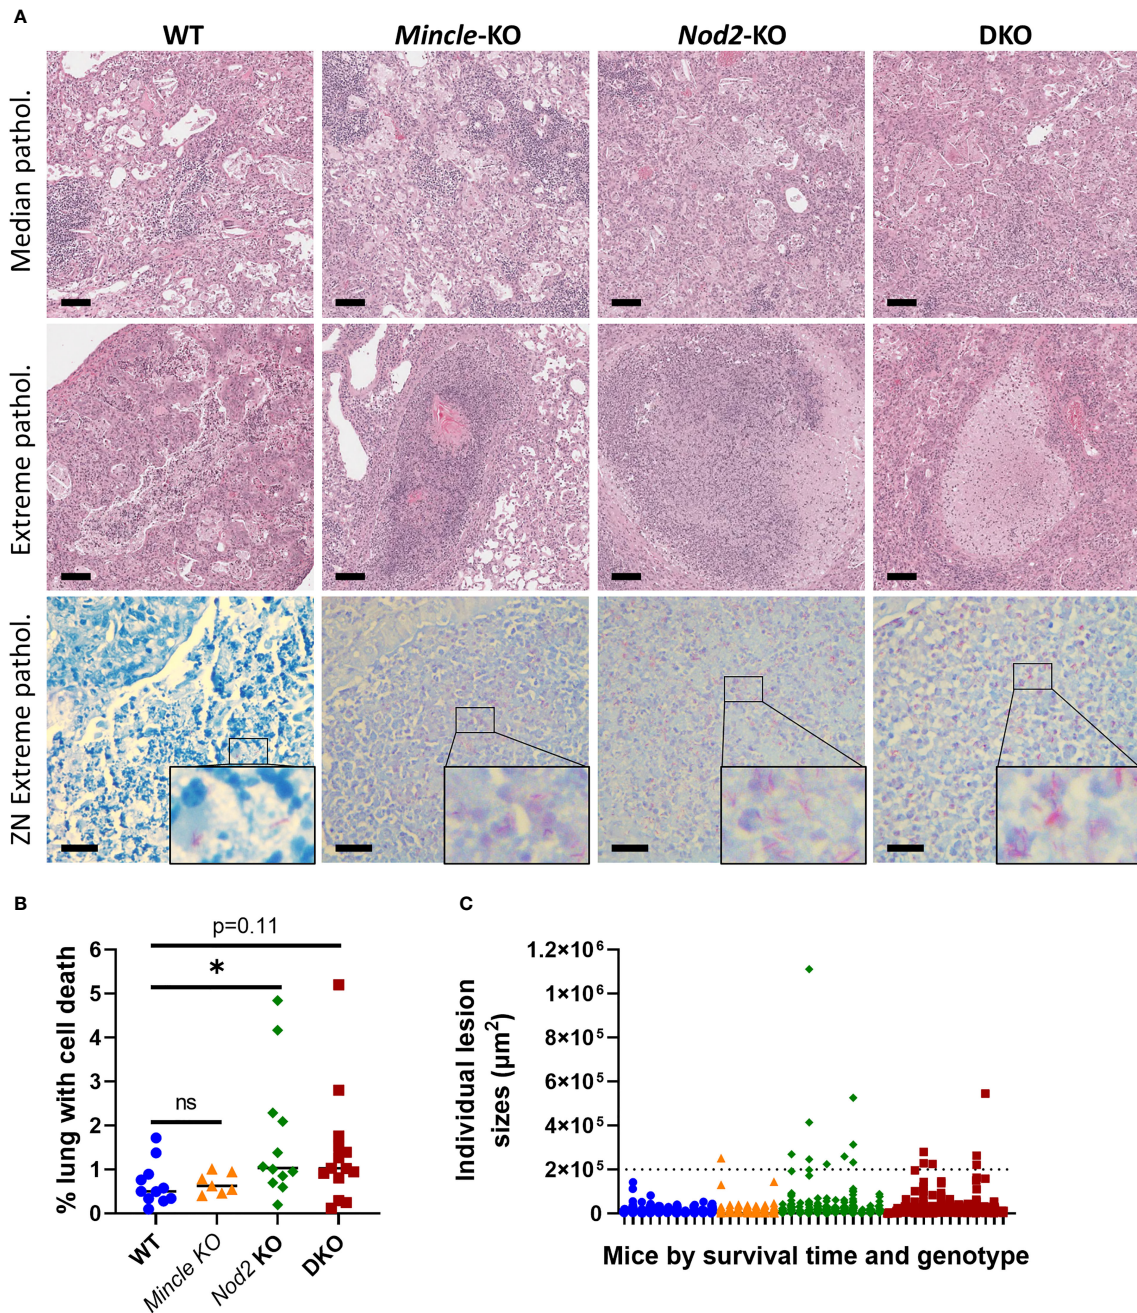 A
WT Mincle-KO Nod2-KO DKO
Median pathol.
Extreme pathol.
ZN Extreme pathol.
B
p=0.11
*
ns
% lung with cell death
6
5
4
3
2
1
0
WT Mincle KO Nod2 KO DKO
C
Individual lesion
sizes (µm²)
1.2×10⁶
1×10⁶
8×10⁵
6×10⁵
4×10⁵
2×10⁵
0
Mice by survival time and genotype